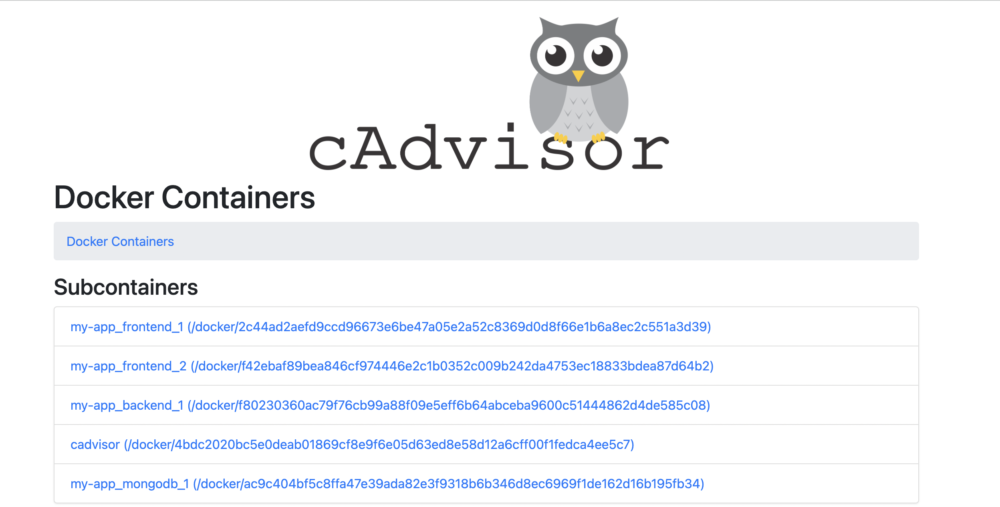 cAdvisor
Docker Containers
Docker Containers
Subcontainers
my-app_frontend_1 (/docker/2c44ad2aefd9ccd96673e6be47a05e2a52c8369d0d8f66e1b6a8ec2c551a3d39)
my-app_frontend_2 (/docker/f42ebaf89bea846cf974446e2c1b0352c009b242da4753ec18833bdea87d64b2)
my-app_backend_1 (/docker/f80230360ac79f76cb99a88f09e5eff6b64abceba9600c51444862d4de585c08)
cadvisor (/docker/4bdc2020bc5e0deab01869cf8e9f6e05d63ed8e58d12a6cff00f1fedca4ee5c7)
my-app_mongodb_1 (/docker/ac9c404bf5c8ffa47e39ada82e3f9318b6b346d8ec6969f1de162d16b195fb34)